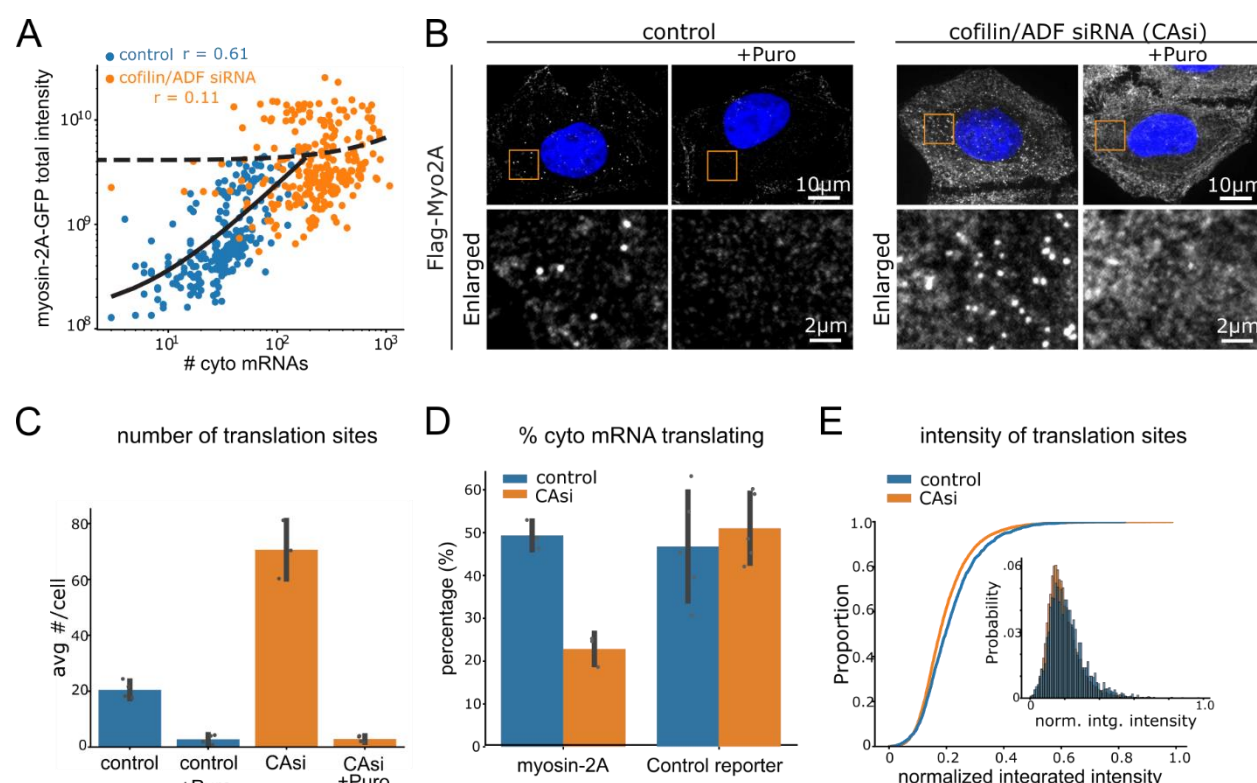 A
control r = 0.61
cofilin/ADF siRNA
r = 0.11
myosin-2A-GFP total intensity
10^10
10^9
10^8
10^1
10^2
10^3
# cyto mRNAs
B
control
+Puro
cofilin/ADF siRNA (CAsi)
+Puro
Flag-Myo2A
Enlarged
10μm
2μm
Enlarged
10μm
2μm
C
number of translation sites
avg #/cell
80
60
40
20
0
control
control
CAsi
CAsi
+Puro
D
% cyto mRNA translating
control
CAsi
percentage (%)
60
50
40
30
20
10
0
myosin-2A
Control reporter
E
intensity of translation sites
control
CAsi
Proportion
1.0
0.6
0.6
0.4
0.2
0
0
0.2
0.4
0.6
0.8
1.0
normalized integrated intensity
Probability
.06
.03
0
0
1.0
norm. intg. intensity